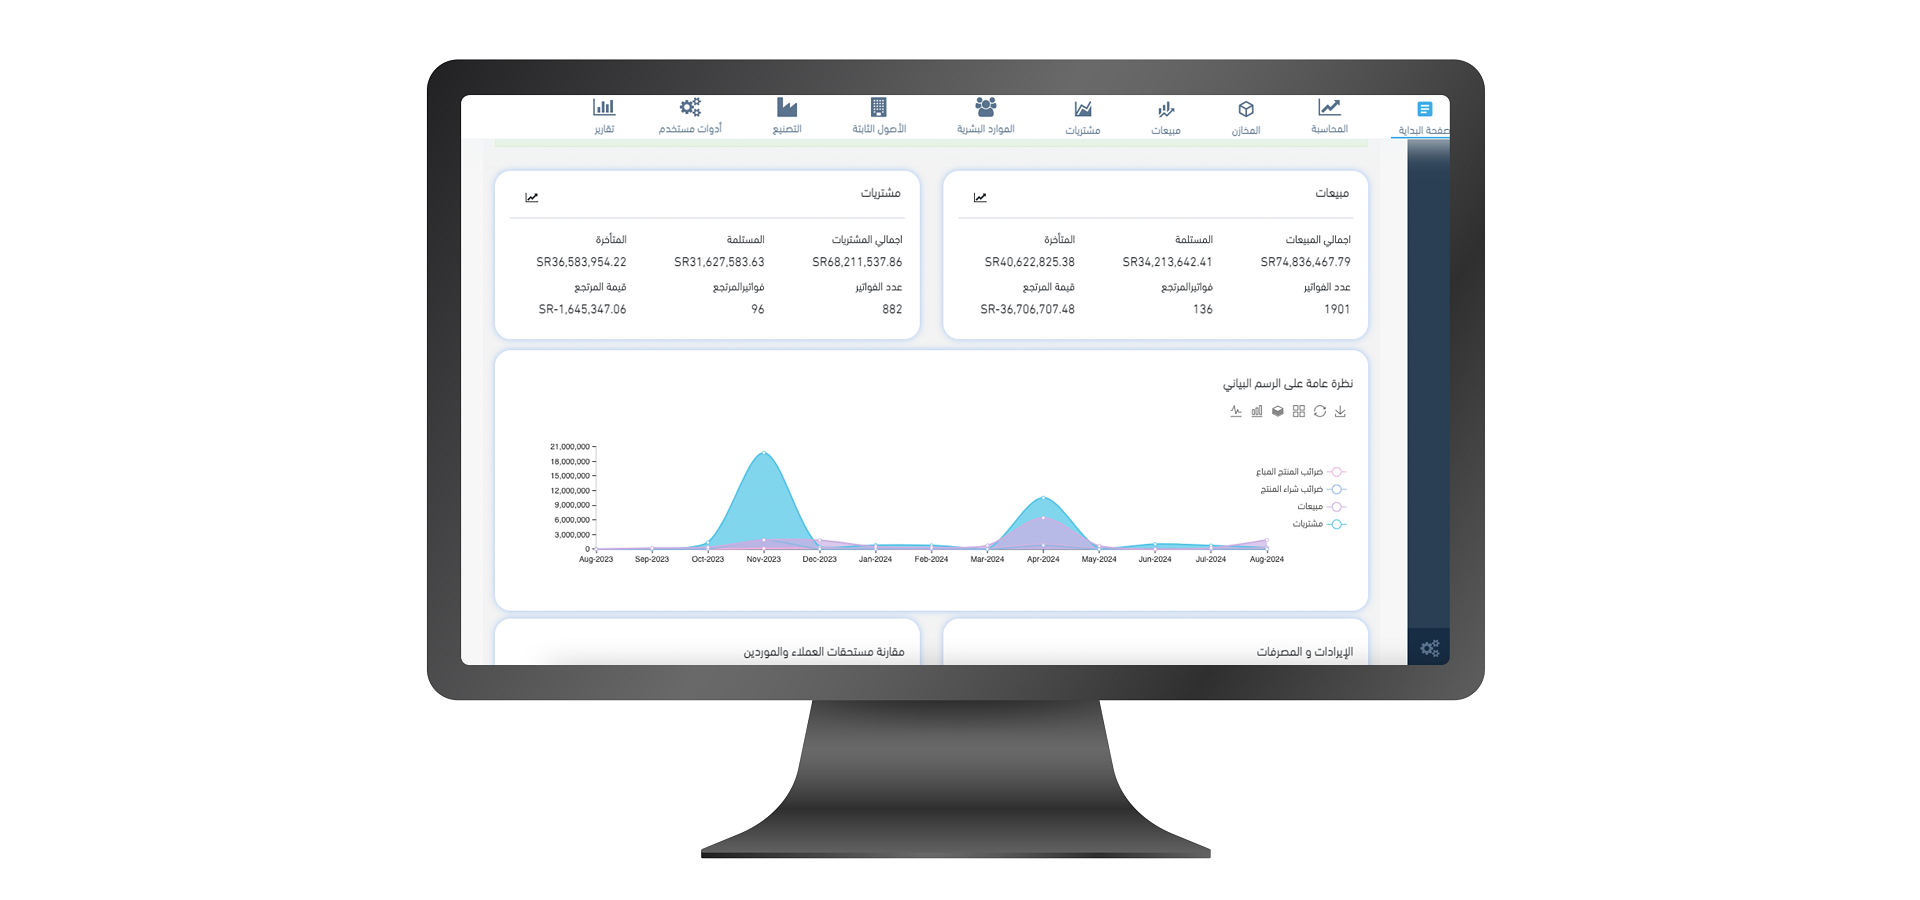 صفحة البداية
المحاسبة
المخازن
مبيعات
مشتريات
الموارد البشرية
الأصول الثابتة
التصنيع
أدوات مستخدم
تقارير
مبيعات
اجمالي المبيعات
المستلمة
المتأخرة
SR74,836,467.79
SR34,213,642.41
SR40,622,825.38
عدد الفواتير
فواتيرالمرتجع
قيمة المرتجع
1901
136
SR-36,706,707.48
مشتريات
اجمالي المشتريات
المستلمة
المتأخرة
SR68,211,537.86
SR31,627,583.63
SR36,583,954.22
عدد الفواتير
فواتيرالمرتجع
قيمة المرتجع
882
96
SR-1,645,347.06
نظرة عامة على الرسم البياني
ضرائب المنتج المباع
ضرائب شراء المنتج
مبيعات
مشتريات
21,000,000
18,000,000
15,000,000
12,000,000
9,000,000
6,000,000
3,000,000
0
Aug-2023
Sep-2023
Oct-2023
Nov-2023
Dec-2023
Jan-2024
Feb-2024
Mar-2024
Apr-2024
May-2024
Jun-2024
Jul-2024
Aug-2024
الإيرادات و المصرفات
مقارنة مستحقات العملاء والموردين